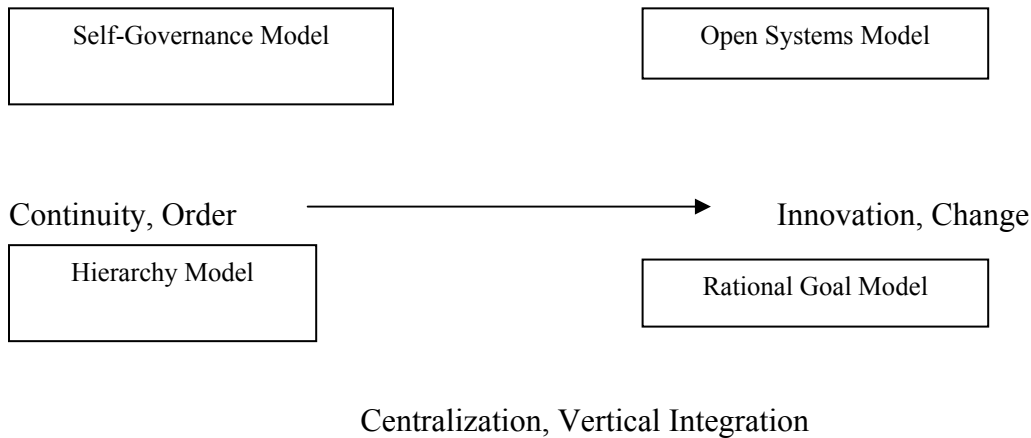 Self-Governance Model
Open Systems Model
Continuity, Order
Innovation, Change
Hierarchy Model
Rational Goal Model
Centralization, Vertical Integration